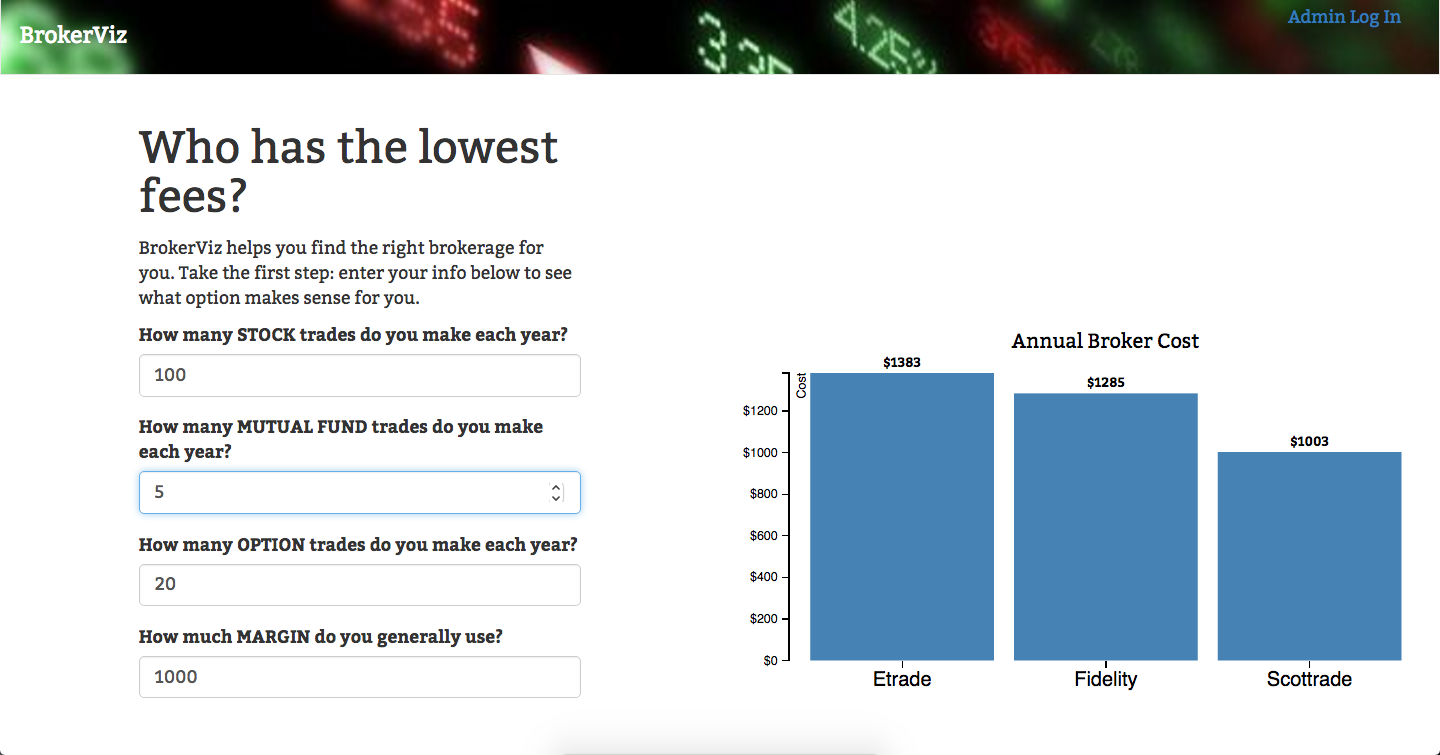 BrokerViz
Admin Log In
4.25%
Who has the lowest
fees?
BrokerViz helps you find the right brokerage for
you. Take the first step: enter your info below to see
what option makes sense for you.
How many STOCK trades do you make each year?
100
How many MUTUAL FUND trades do you make
each year?
5
How many OPTION trades do you make each year?
20
How much MARGIN do you generally use?
1000
Annual Broker Cost
Cost
$1383
$1285
$1003
$1200
$1000
$800
$600
$400
$200
$0
Etrade
Fidelity
Scottrade